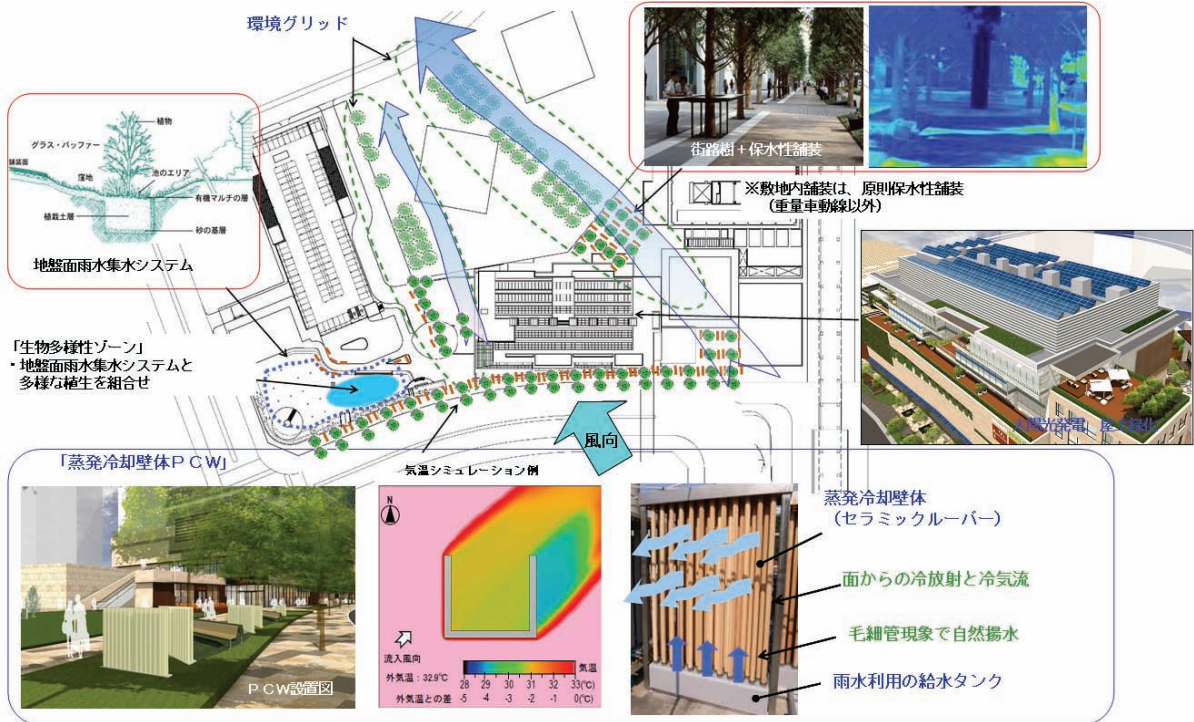 環境グリッド
植物
グラス・バッファー
舗装面
窪地
池のエリア
有機マルチの層
植栽土層
砂の基層
地盤面雨水集水システム
街路樹+保水性舗装
※敷地内舗装は、原則保水性舗装
(重量車動線以外)
「生物多様性ゾーン」
・地盤面雨水集水システムと
多様な植生を組合せ
太陽光発電 屋上緑化
風向
「蒸発冷却壁体PCW」
気温シミュレーション例
PCW設置図
N
流入風向
外気温:32.9℃
気温
28 29 30 31 32 33(℃)
外気温との差 -5 -4 -3 -2 -1 0(℃)
蒸発冷却壁体
(セラミックルーバー)
面からの冷放射と冷気流
毛細管現象で自然揚水
雨水利用の給水タンク